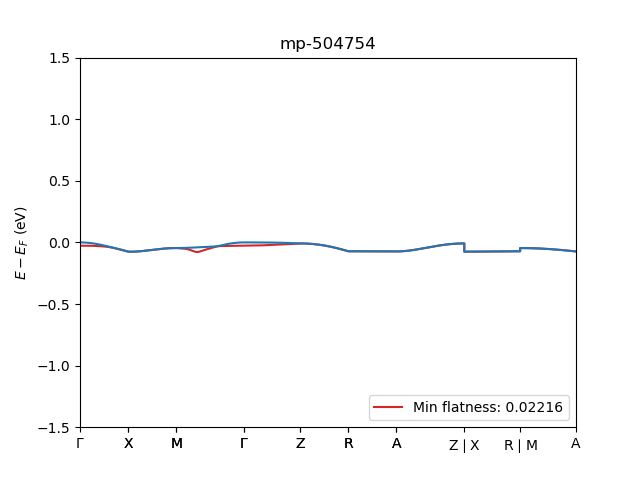 mp-504754
E − E_F (eV)
1.5
1.0
0.5
0.0
−0.5
−1.0
−1.5
Min flatness: 0.02216
Γ X M Γ Z R A Z | X R | M A